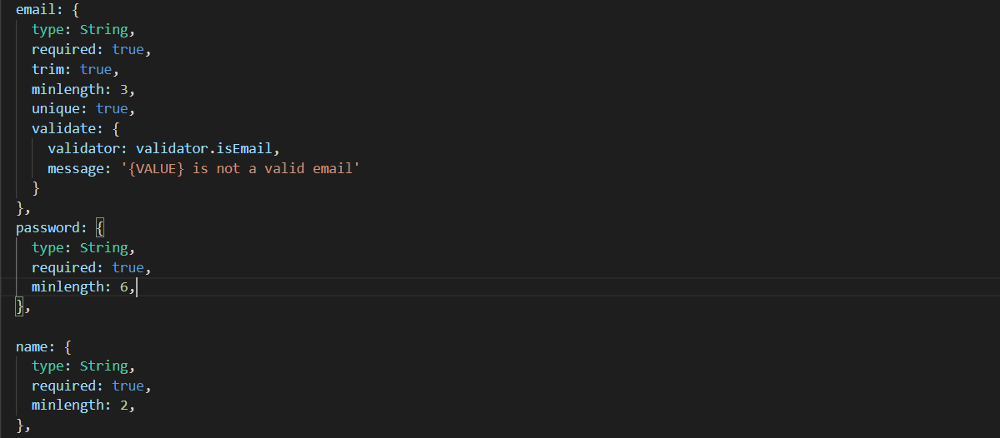 email: {
type: String,
required: true,
trim: true,
minlength: 3,
unique: true,
validate: {
validator: validator.isEmail,
message: '{VALUE} is not a valid email'
}
},
password: {
type: String,
required: true,
minlength: 6,
},
name: {
type: String,
required: true,
minlength: 2,
},